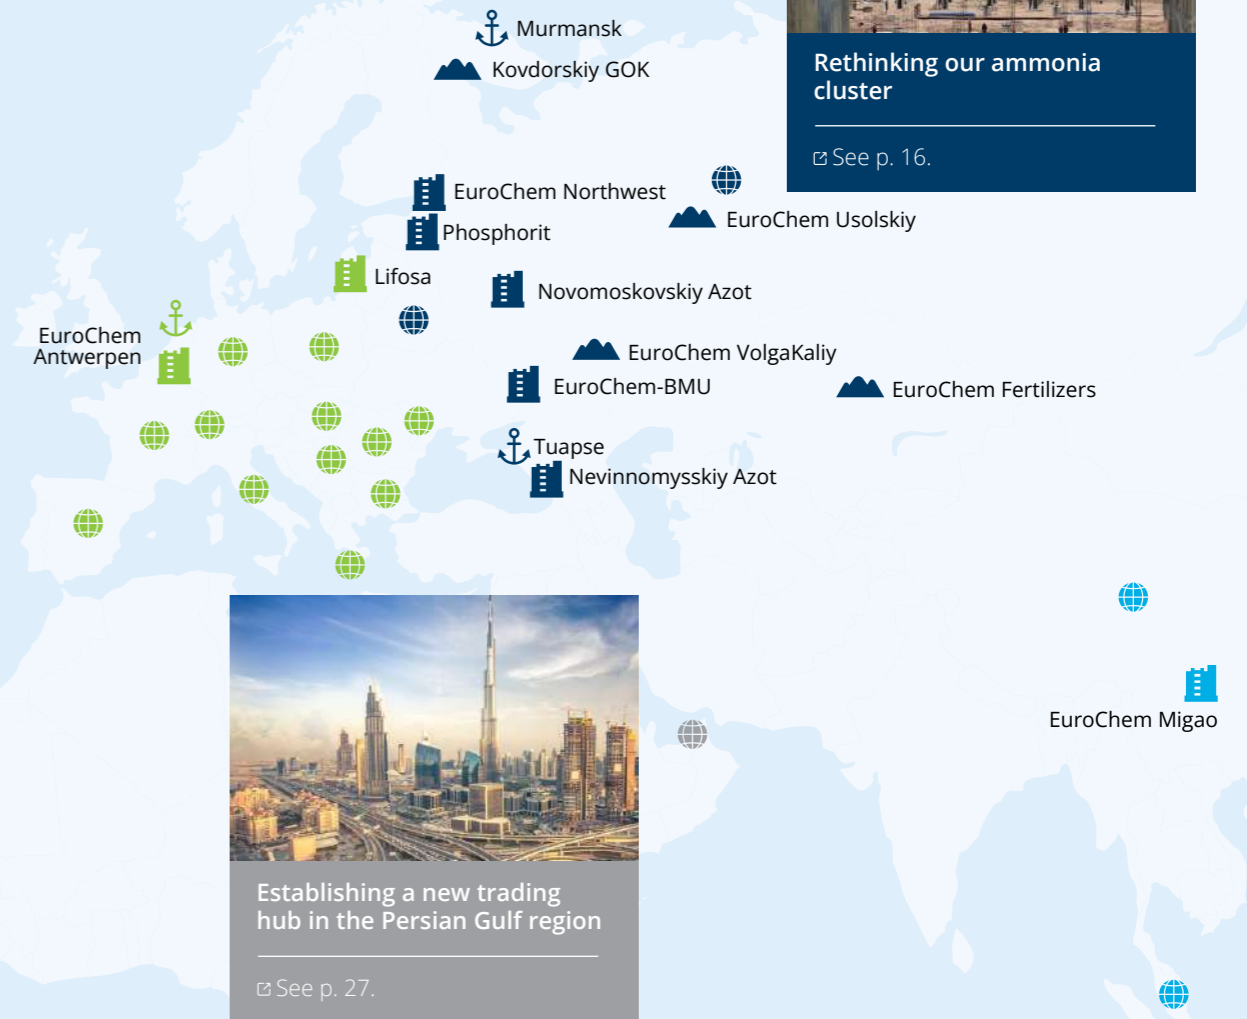 Murmansk
Kovdorskiy GOK
Rethinking our ammonia
cluster
See p. 16.
EuroChem Northwest
EuroChem Usolskiy
Phosphorit
Lifosa
Novomoskovskiy Azot
EuroChem
Antwerpen
EuroChem VolgaKaliy
EuroChem-BMU
EuroChem Fertilizers
Tuapse
Nevinnomysskiy Azot
EuroChem Migao
Establishing a new trading
hub in the Persian Gulf region
See p. 27.